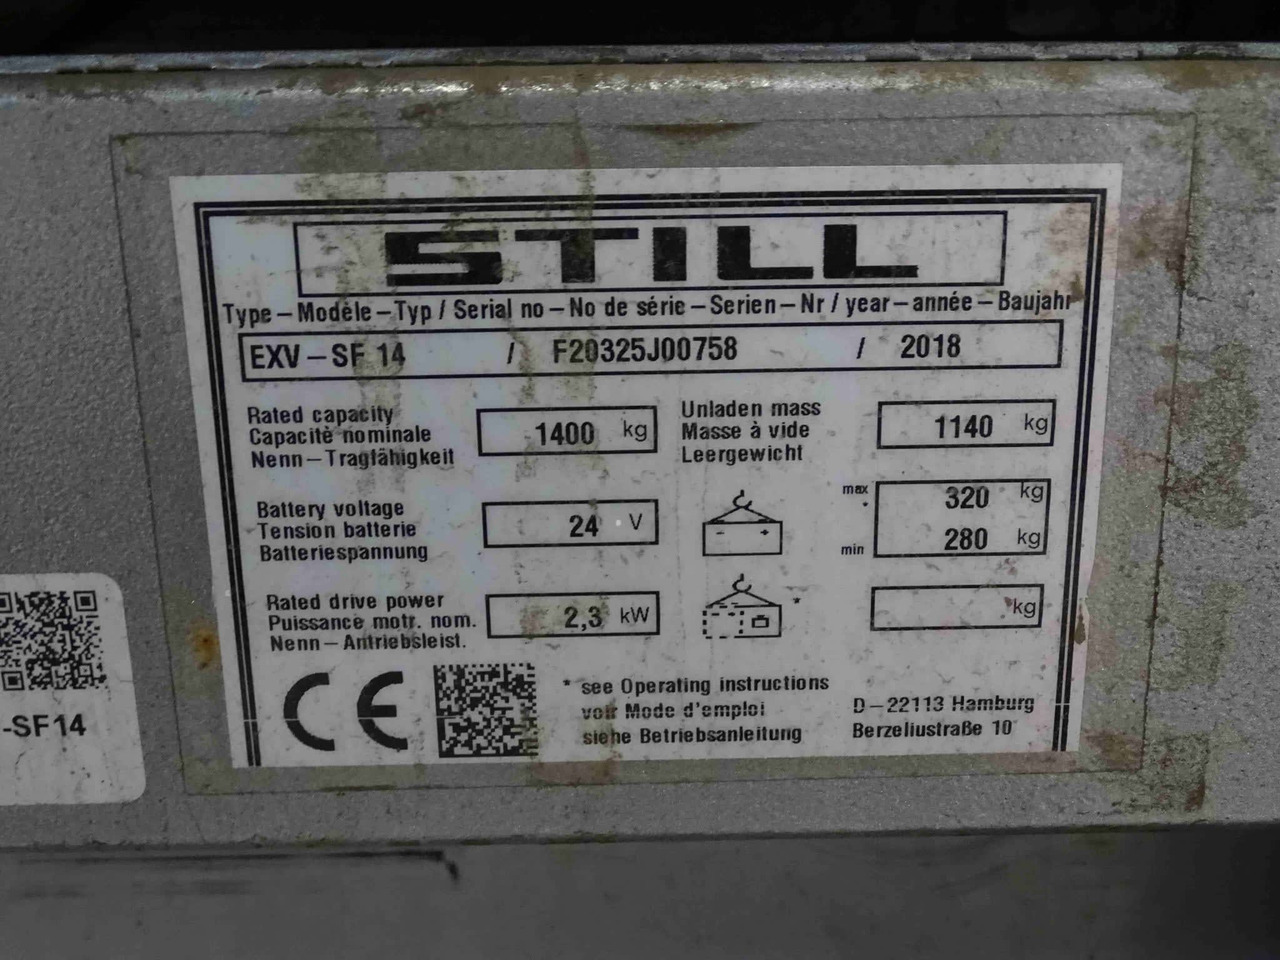 STILL
Type – Modèle – Typ / Serial no – No de série – Serien – Nr / year – année – Baujahr
EXV – SF 14 / F20325J00758 / 2018
Rated capacity
Capacité nominale
Nenn – Tragfähigkeit
1400 kg
Unladen mass
Masse à vide
Leergewicht
1140 kg
Battery voltage
Tension batterie
Batteriespannung
24 V
max 320 kg
*
min 280 kg
Rated drive power
Puissance motr. nom.
Nenn – Antriebsleist.
2,3 kW
*
kg
CE
* see Operating instructions
voir Mode d'emploi
siehe Betriebsanleitung
D – 22113 Hamburg
Berzeliustraße 10
-SF14